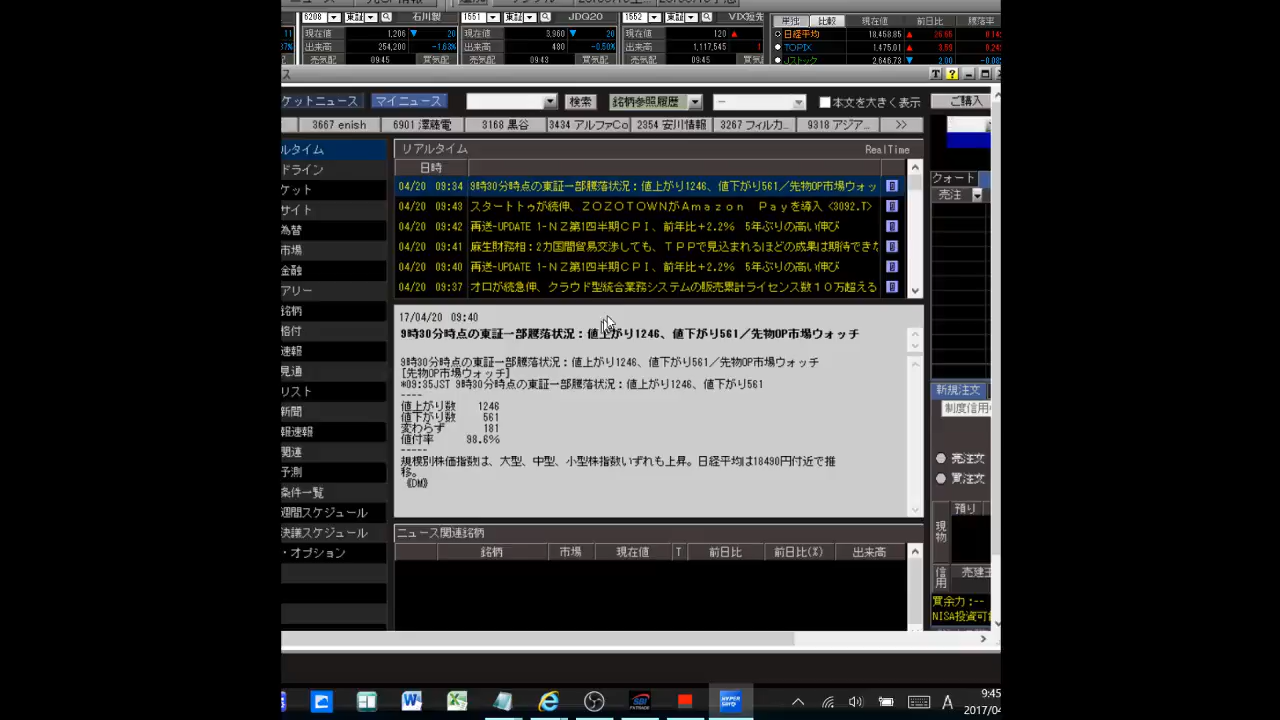 6208 東証 石川製 1551 東証 JDQ20 1552 東証 VIX短先
単独 比較 現在値 前日比 騰落率
現在値 1,206 ▼ 20 現在値 3,960 ▼ 20 現在値 120 ▲
日経平均 18,458.85 ▲
出来高 254,200 -1.63% 出来高 480 -0.50% 出来高 1,117,545
TOPIX 1,475.01 ▲
売気配 09:45 買気配 売気配 09:43 買気配 売気配 09:45 買気配
Jストック 2,646.73 ▼ 2.00
ケットニュース マイニュース 検索 銘柄参照履歴 本文を大きく表示 ご購入
3667 enish 6901 澤藤電 3168 黒谷 3434 アルファCo 2354 安川情報 3267 フィルカ... 9318 アジア... >>
ルタイム
ドライン
ケット
サイト
為替
市場
金融
アリー
銘柄
格付
速報
見通
リスト
新聞
報速報
関連
予測
条件一覧
週間スケジュール
決議スケジュール
・オプション
リアルタイム RealTime
日時
04/20 09:34 9時30分時点の東証一部騰落状況：値上がり1246、値下がり561／先物OP市場ウォッ
04/20 09:43 スタートトゥが続伸、ZOZOTOWNがAmazon Payを導入 <3092.T>
04/20 09:42 再送-UPDATE 1-NZ第1四半期CPI、前年比+2.2% 5年ぶりの高い伸び
04/20 09:41 麻生財務相：2カ国間貿易交渉しても、TPPで見込まれるほどの成果は期待できな
04/20 09:40 再送-UPDATE 1-NZ第1四半期CPI、前年比+2.2% 5年ぶりの高い伸び
04/20 09:37 オロが続急伸、クラウド型統合業務システムの販売累計ライセンス数10万超える
17/04/20 09:40
9時30分時点の東証一部騰落状況：値上がり1246、値下がり561／先物OP市場ウォッチ
9時30分時点の東証一部騰落状況：値上がり1246、値下がり561／先物OP市場ウォッチ
[先物OP市場ウォッチ]
*09:35JST 9時30分時点の東証一部騰落状況：値上がり1246、値下がり561
----
値上がり数 1246
値下がり数 561
変わらず 181
値付率 98.6%
-----
規模別株価指数は、大型、中型、小型株指数いずれも上昇。日経平均は18490円付近で推
移。
《DM》
ニュース関連銘柄
銘柄 市場 現在値 T 前日比 前日比(%) 出来高
クォート
売注
新規注文
制度信用
売注文
買注文
預り
現物
信用
売建玉
買余力：--
NISA投資可
A 9:45
2017/04